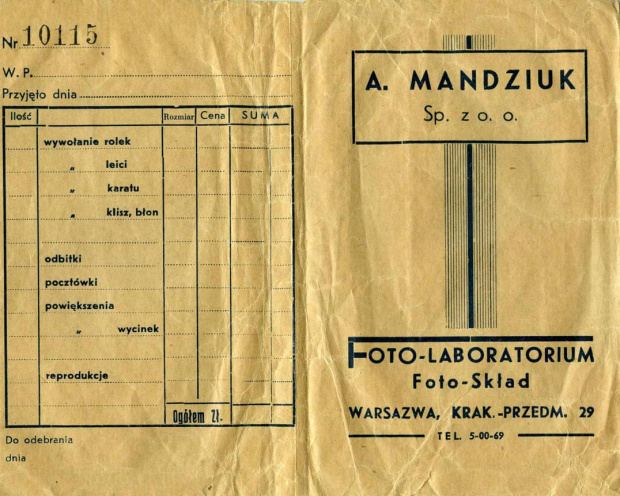 Nr 10115
W. P.
Przyjęto dnia
Ilość Rozmiar Cena SUMA
wywołanie rolek
„ leici
„ karatu
„ klisz, błon
odbitki
pocztówki
powiększenia
„ wycinek
reprodukcje
Ogółem Zł.
Do odebrania
dnia
A. MANDZIUK
Sp. z o. o.
FOTO-LABORATORIUM
Foto-Skład
WARSAZWA, KRAK.-PRZEDM. 29
TEL. 5-00-69